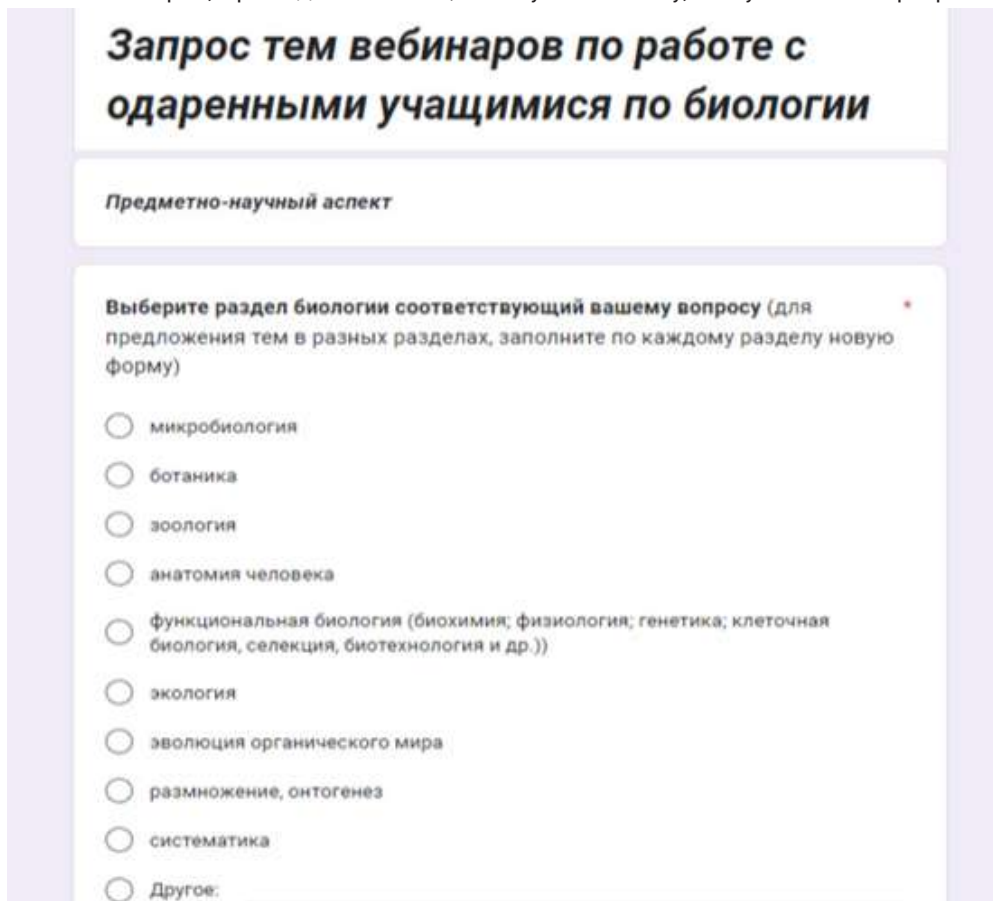 Запрос тем вебинаров по работе с
одаренными учащимися по биологии
Предметно-научный аспект
Выберите раздел биологии соответствующий вашему вопросу (для *
предложения тем в разных разделах, заполните по каждому разделу новую
форму)
микробиология
ботаника
зоология
анатомия человека
функциональная биология (биохимия; физиология; генетика; клеточная
биология, селекция, биотехнология и др.))
экология
эволюция органического мира
размножение, онтогенез
систематика
Другое: